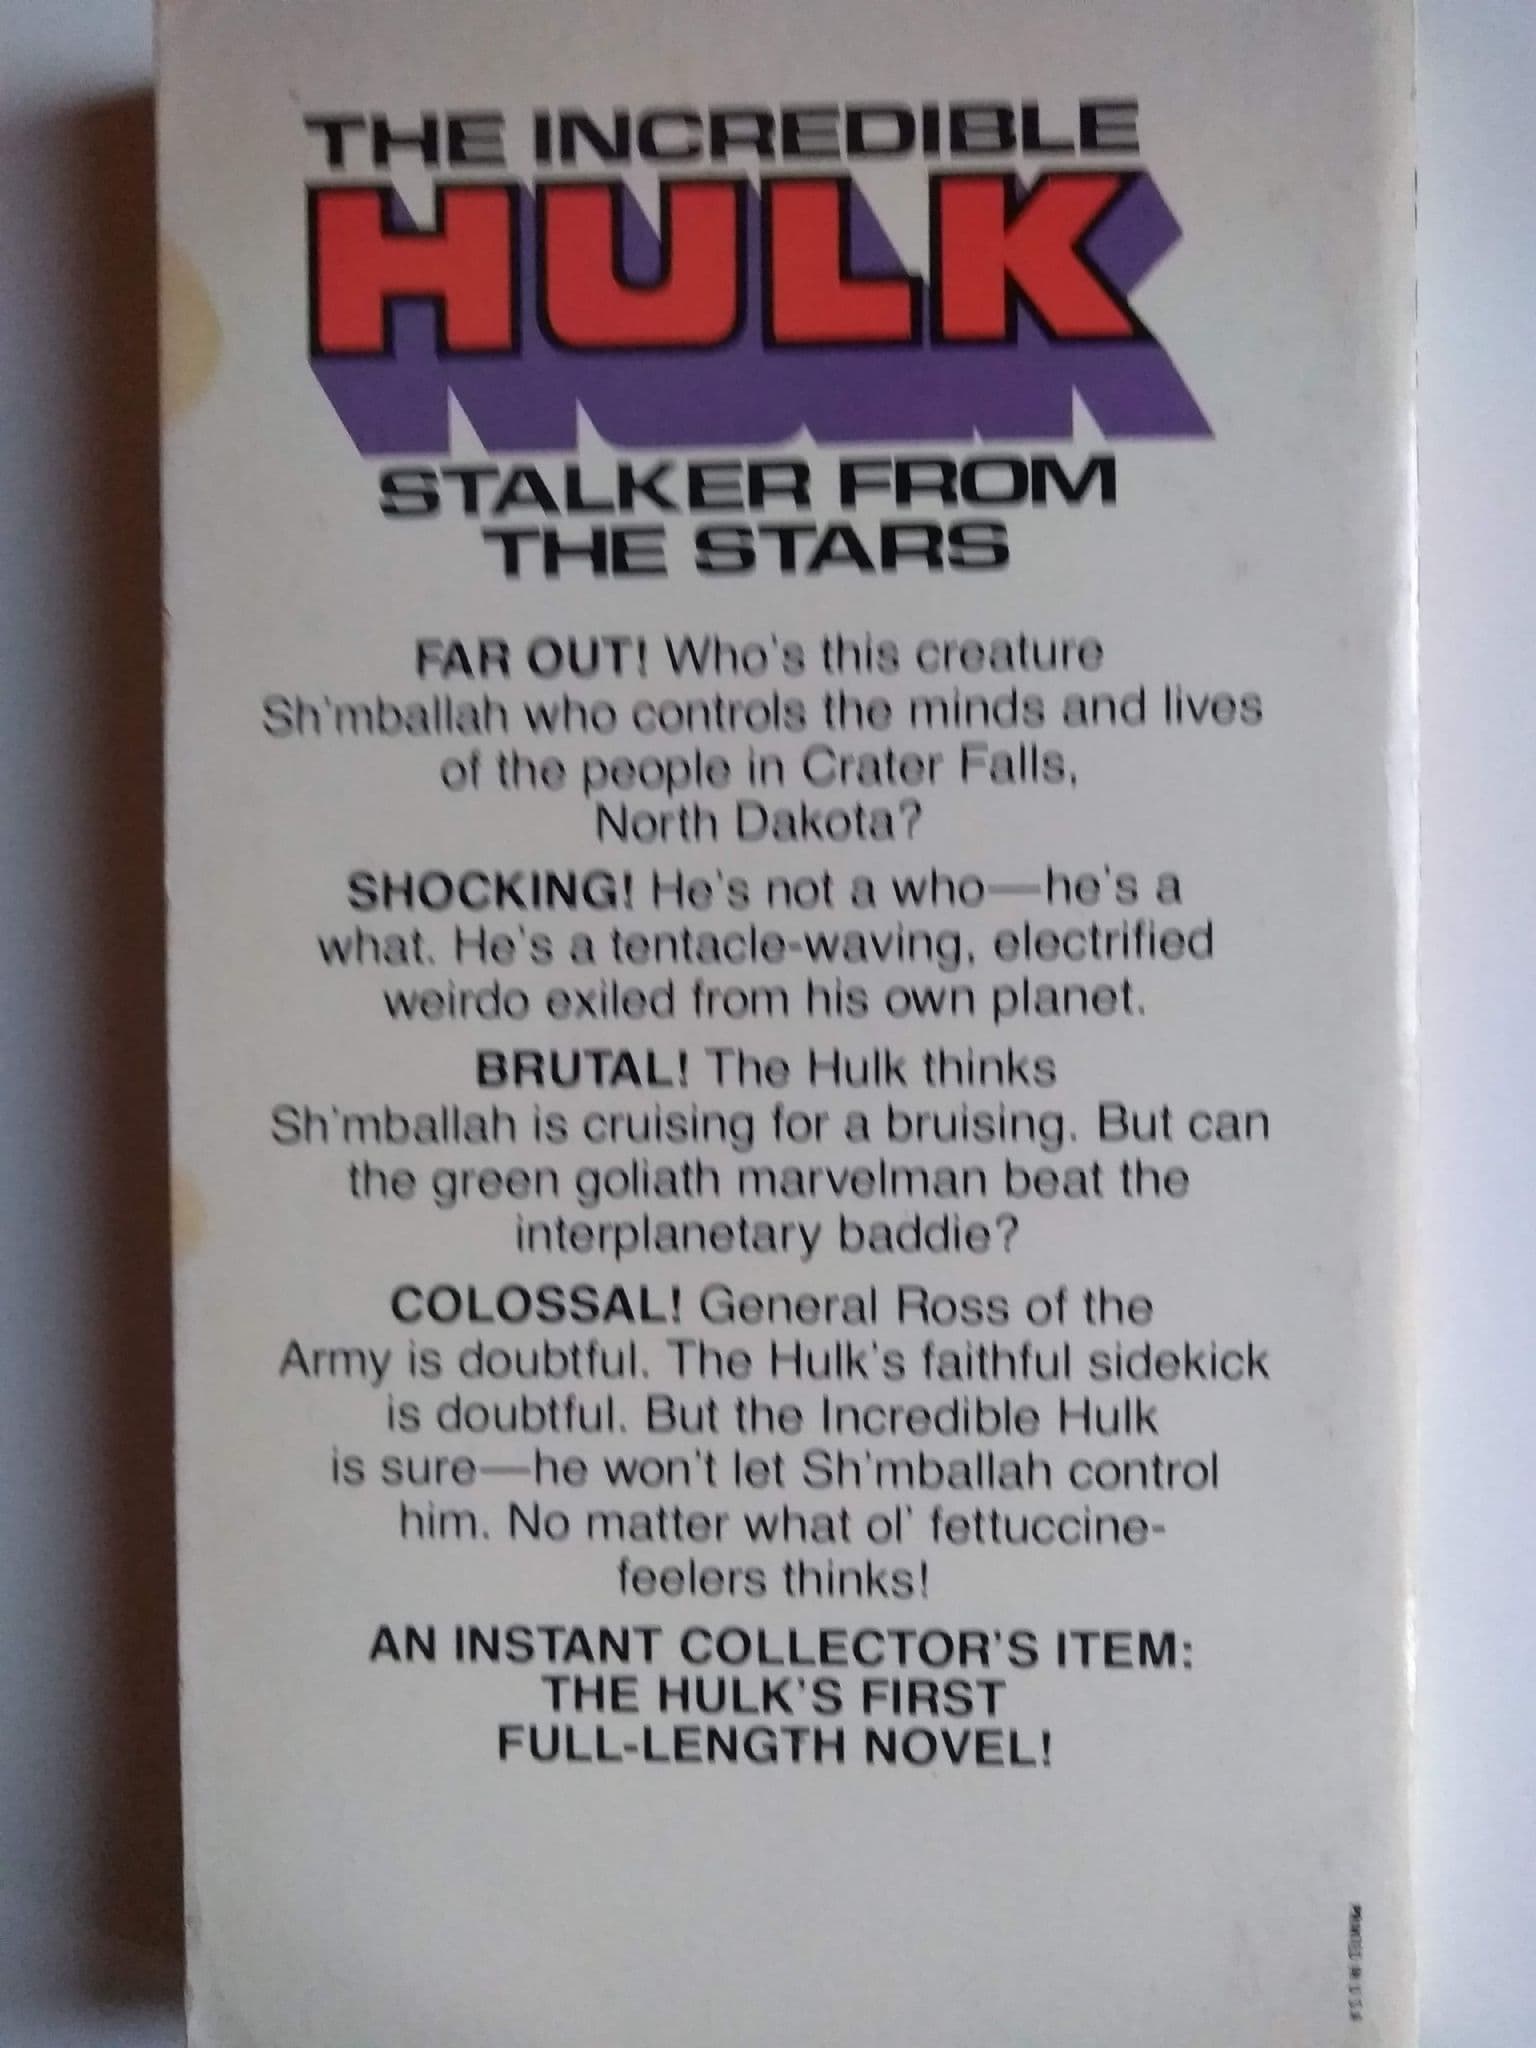 THE INCREDIBLE
HULK
STALKER FROM
THE STARS
FAR OUT! Who's this creature
Sh'mballah who controls the minds and lives
of the people in Crater Falls,
North Dakota?
SHOCKING! He's not a who—he's a
what. He's a tentacle-waving, electrified
weirdo exiled from his own planet.
BRUTAL! The Hulk thinks
Sh'mballah is cruising for a bruising. But can
the green goliath marvelman beat the
interplanetary baddie?
COLOSSAL! General Ross of the
Army is doubtful. The Hulk's faithful sidekick
is doubtful. But the Incredible Hulk
is sure—he won't let Sh'mballah control
him. No matter what ol' fettuccine-
feelers thinks!
AN INSTANT COLLECTOR'S ITEM:
THE HULK'S FIRST
FULL-LENGTH NOVEL!
PRINTED IN U.S.A.